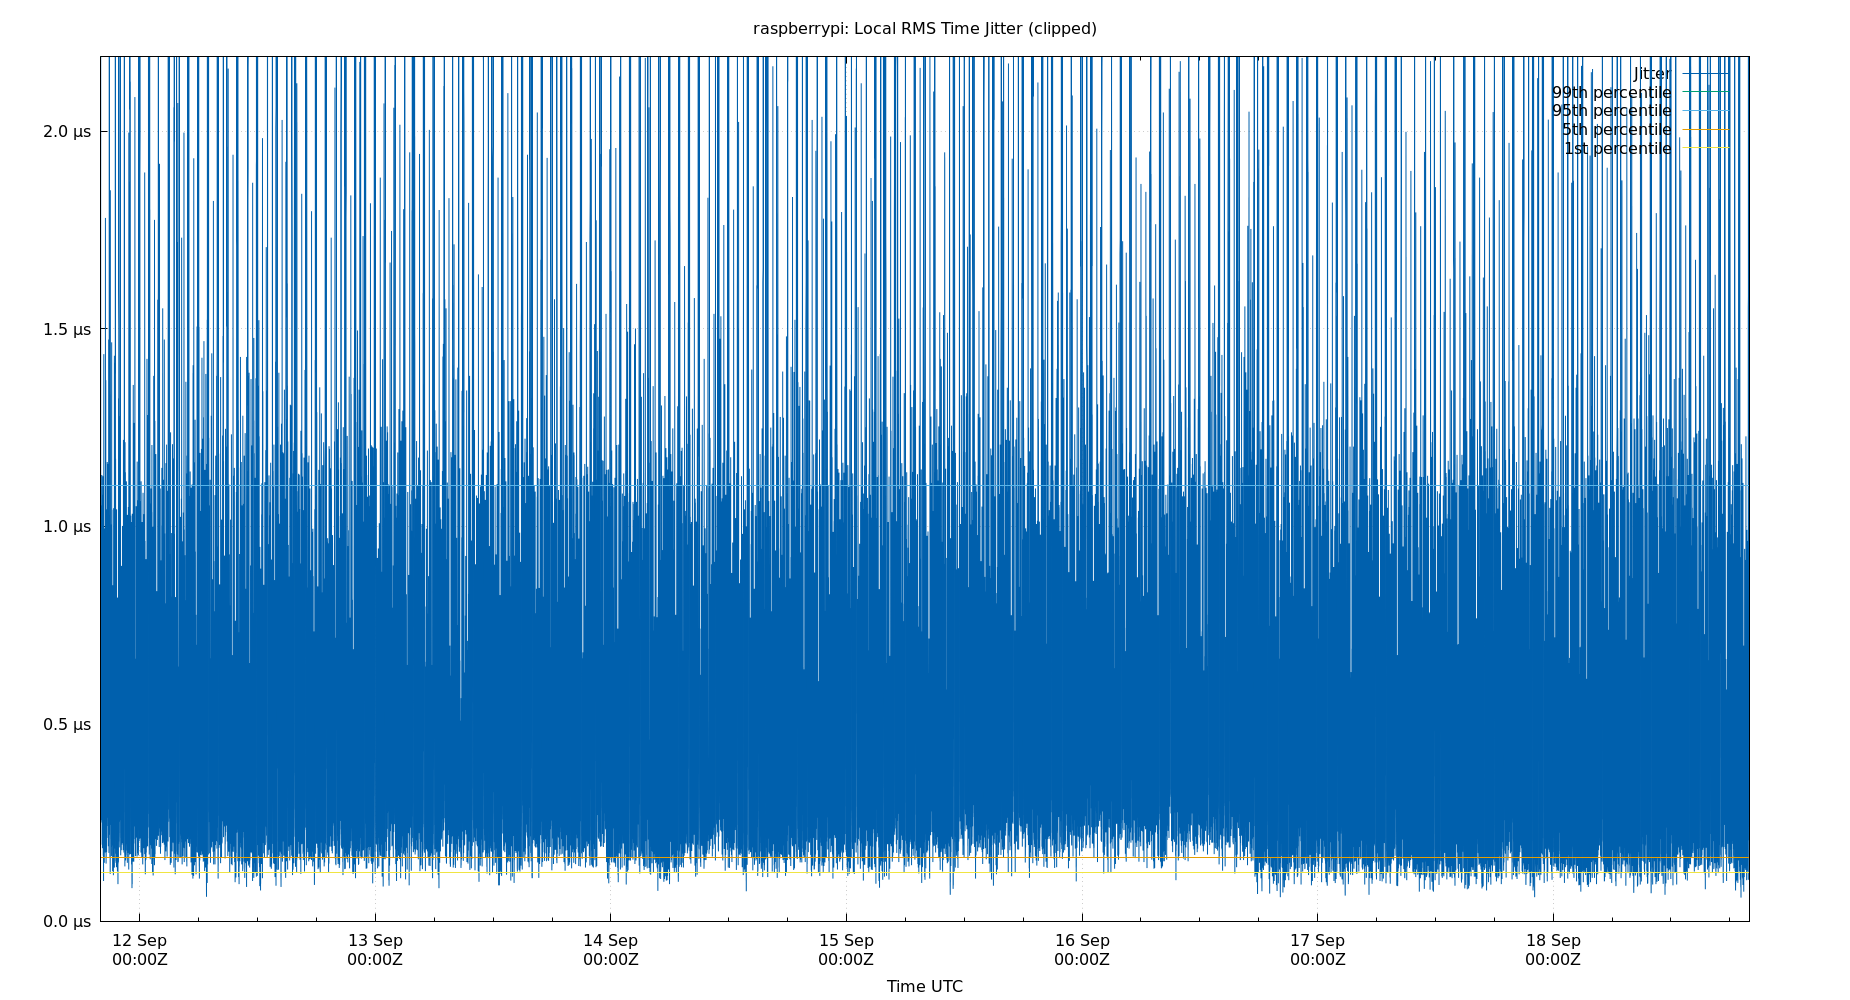 raspberrypi: Local RMS Time Jitter (clipped)
Jitter
99th percentile
95th percentile
5th percentile
1st percentile
2.0 µs
1.5 µs
1.0 µs
0.5 µs
0.0 µs
12 Sep
00:00Z
13 Sep
00:00Z
14 Sep
00:00Z
15 Sep
00:00Z
16 Sep
00:00Z
17 Sep
00:00Z
18 Sep
00:00Z
Time UTC